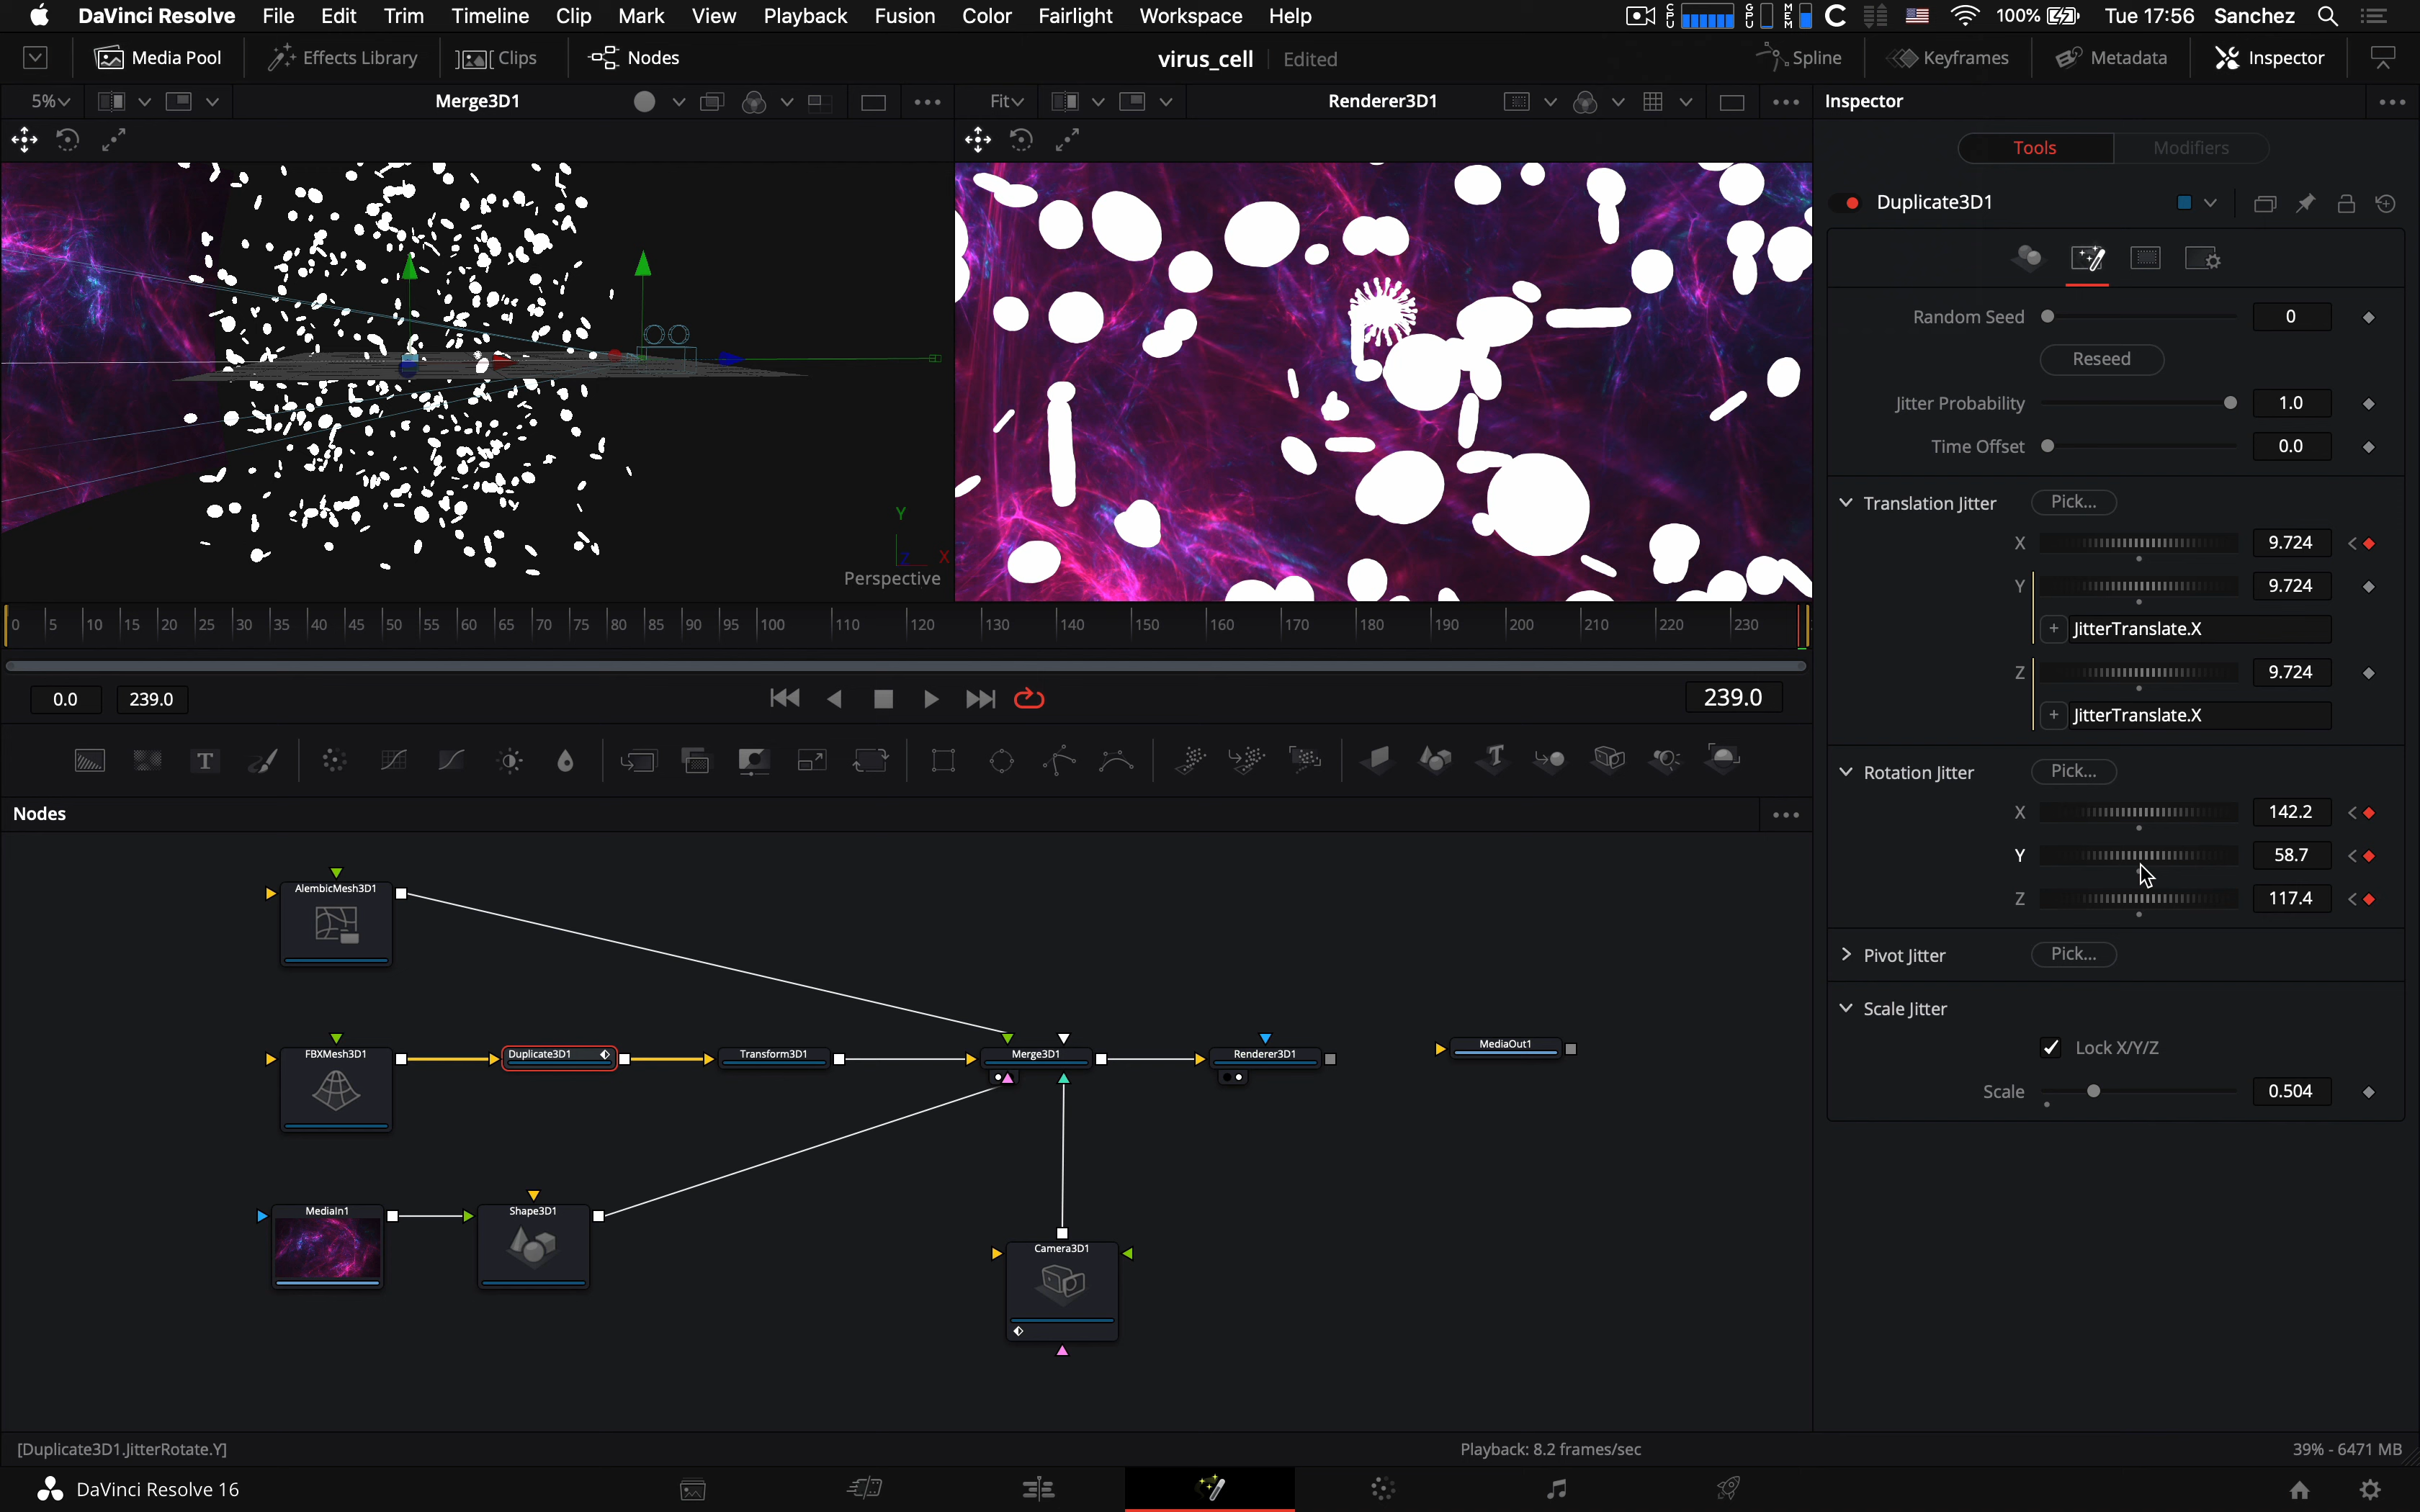 DaVinci Resolve File Edit Trim Timeline Clip Mark View Playback Fusion Color Fairlight Workspace Help CPU GPU MEM 100% Tue 17:56 Sanchez
Media Pool Effects Library Clips Nodes virus_cell Edited Spline Keyframes Metadata Inspector
5% Merge3D1 Fit Renderer3D1 Inspector
Tools Modifiers
Duplicate3D1
Random Seed 0
Reseed
Jitter Probability 1.0
Time Offset 0.0
Translation Jitter Pick...
X 9.724
Y 9.724
JitterTranslate.X
Z 9.724
JitterTranslate.X
Rotation Jitter Pick...
X 142.2
Y 58.7
Z 117.4
Pivot Jitter Pick...
Scale Jitter
Lock X/Y/Z
Scale 0.504
Y
Z X
Perspective
0 5 10 15 20 25 30 35 40 45 50 55 60 65 70 75 80 85 90 95 100 110 120 130 140 150 160 170 180 190 200 210 220 230
0.0 239.0 239.0
T T
Nodes
AlembicMesh3D1
FBXMesh3D1 Duplicate3D1 Transform3D1 Merge3D1 Renderer3D1 MediaOut1
MediaIn1 Shape3D1
Camera3D1
[Duplicate3D1.JitterRotate.Y] Playback: 8.2 frames/sec 39% - 6471 MB
DaVinci Resolve 16